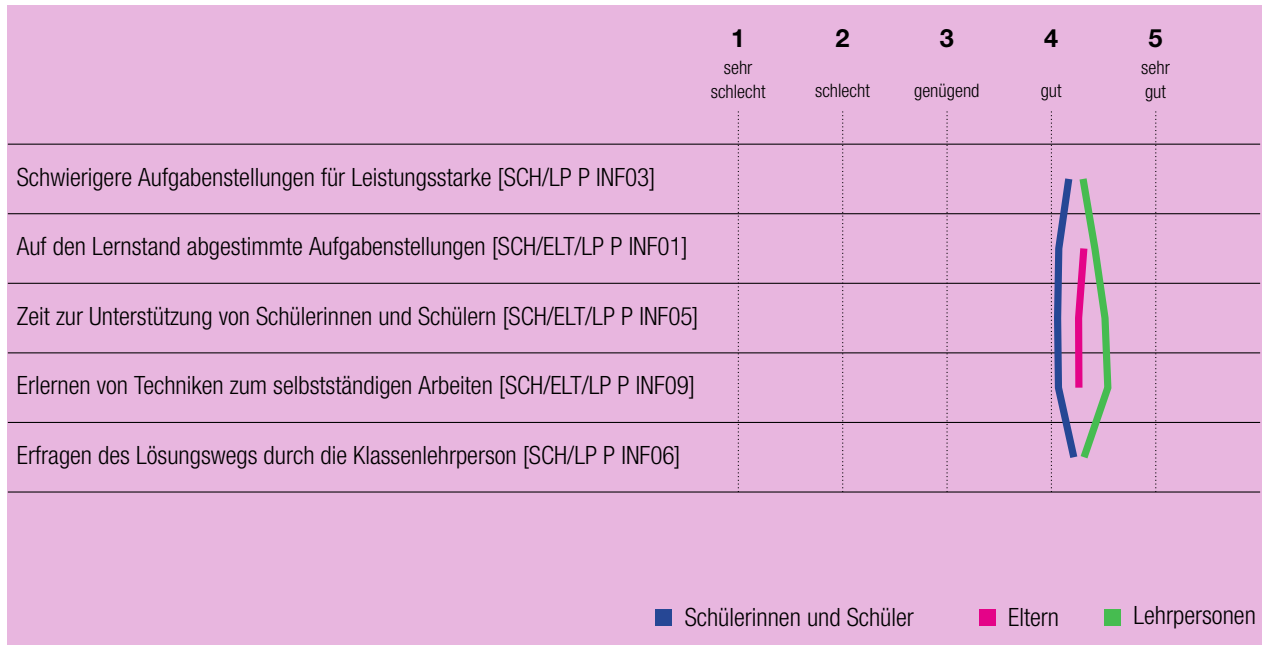 1 2 3 4 5
sehr schlecht schlecht genügend gut sehr gut
Schwierigere Aufgabenstellungen für Leistungsstarke [SCH/LP P INF03]
Auf den Lernstand abgestimmte Aufgabenstellungen [SCH/ELT/LP P INF01]
Zeit zur Unterstützung von Schülerinnen und Schülern [SCH/ELT/LP P INF05]
Erlernen von Techniken zum selbstständigen Arbeiten [SCH/ELT/LP P INF09]
Erfragen des Lösungswegs durch die Klassenlehrperson [SCH/LP P INF06]
Schülerinnen und Schüler Eltern Lehrpersonen